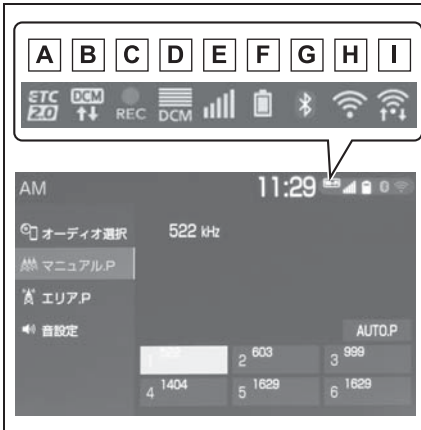 A B C D E F G H I
ETC 2.0 DCM REC DCM
AM 11:29
オーディオ選択 522 kHz
マニュアル.P
エリア.P
音設定 AUTO.P
1 522 2 603 3 999
4 1404 5 1629 6 1629